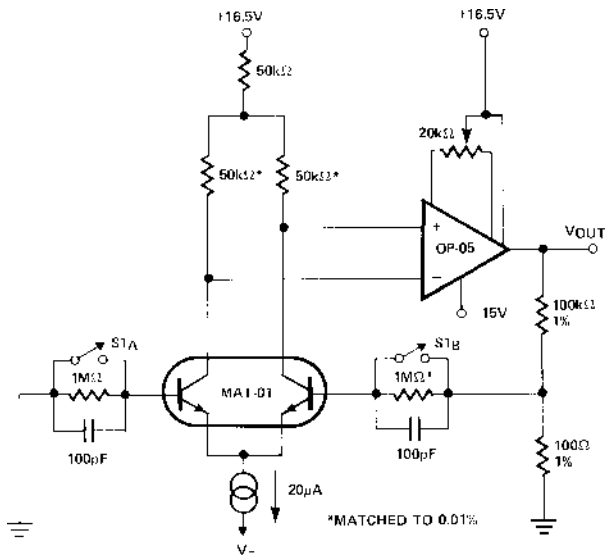 +16.5V
+16.5V
50kΩ
20kΩ
50kΩ*
50kΩ*
+
OP-05
−
VOUT
15V
100kΩ
1%
S1A
1MΩ
100pF
MAT-01
S1B
1MΩ*
100pF
100Ω
1%
20μA
*MATCHED TO 0.01%
V−